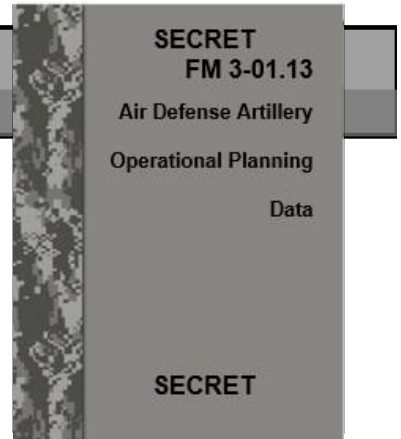 SECRET
FM 3-01.13
Air Defense Artillery
Operational Planning
Data
SECRET